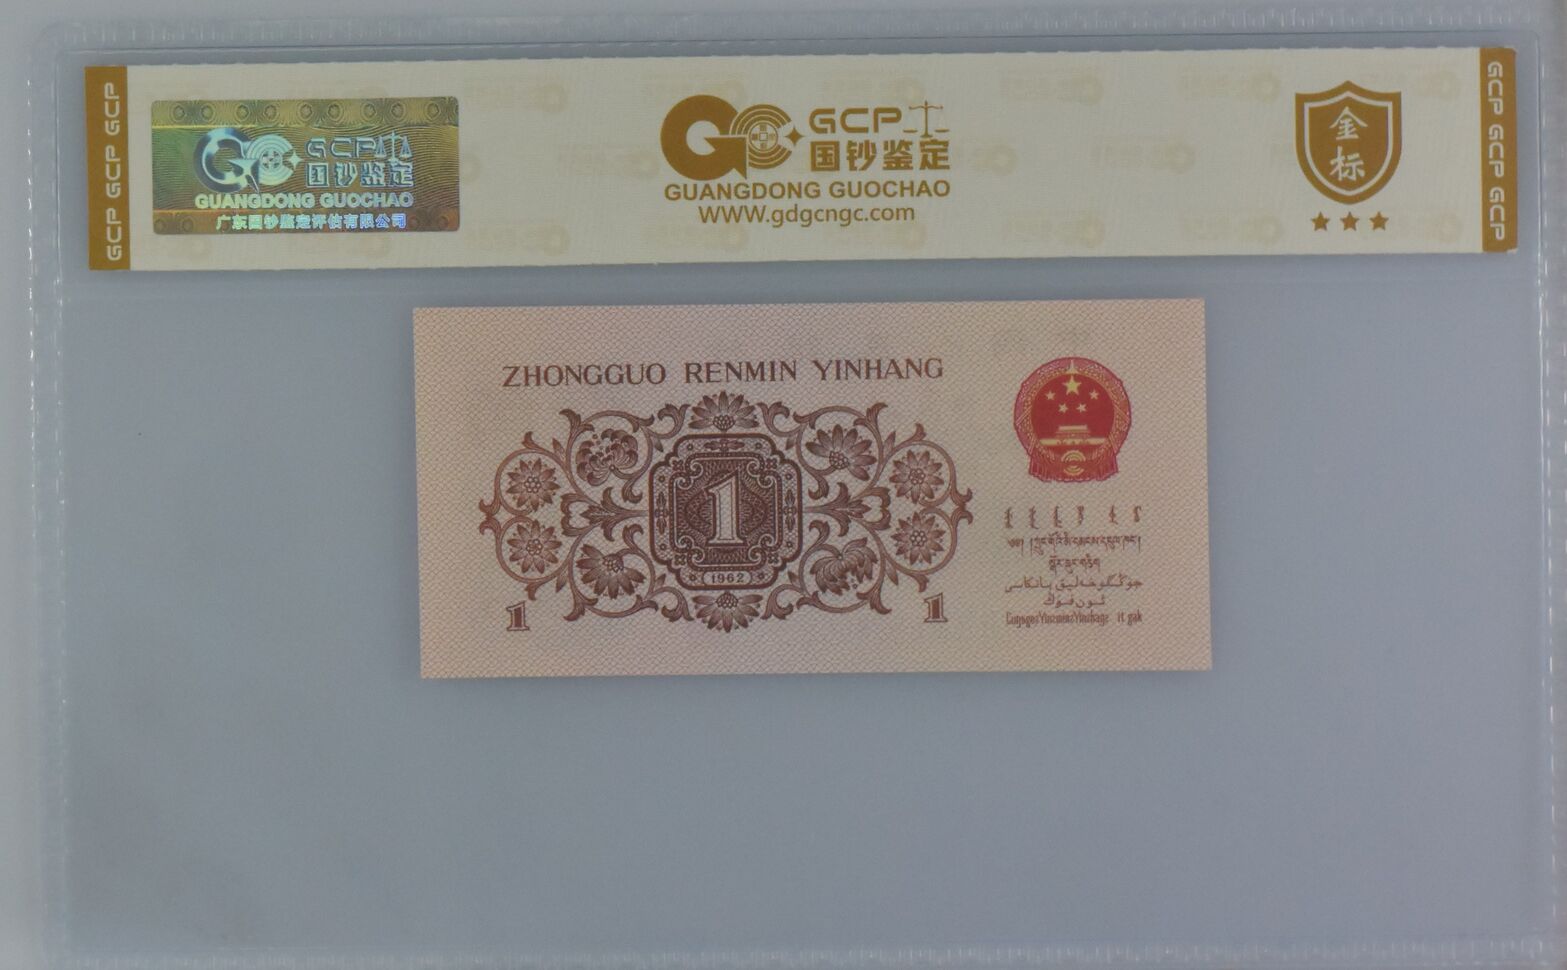 GCP GCP GCP
GCP 国钞鉴定
GUANGDONG GUOCHAO
广东国钞鉴定评估有限公司
GCP
国钞鉴定
GUANGDONG GUOCHAO
WWW.gdgcngc.com
金标
GCP GCP GCP
ZHONGGUO RENMIN YINHANG
1
1962
1
1